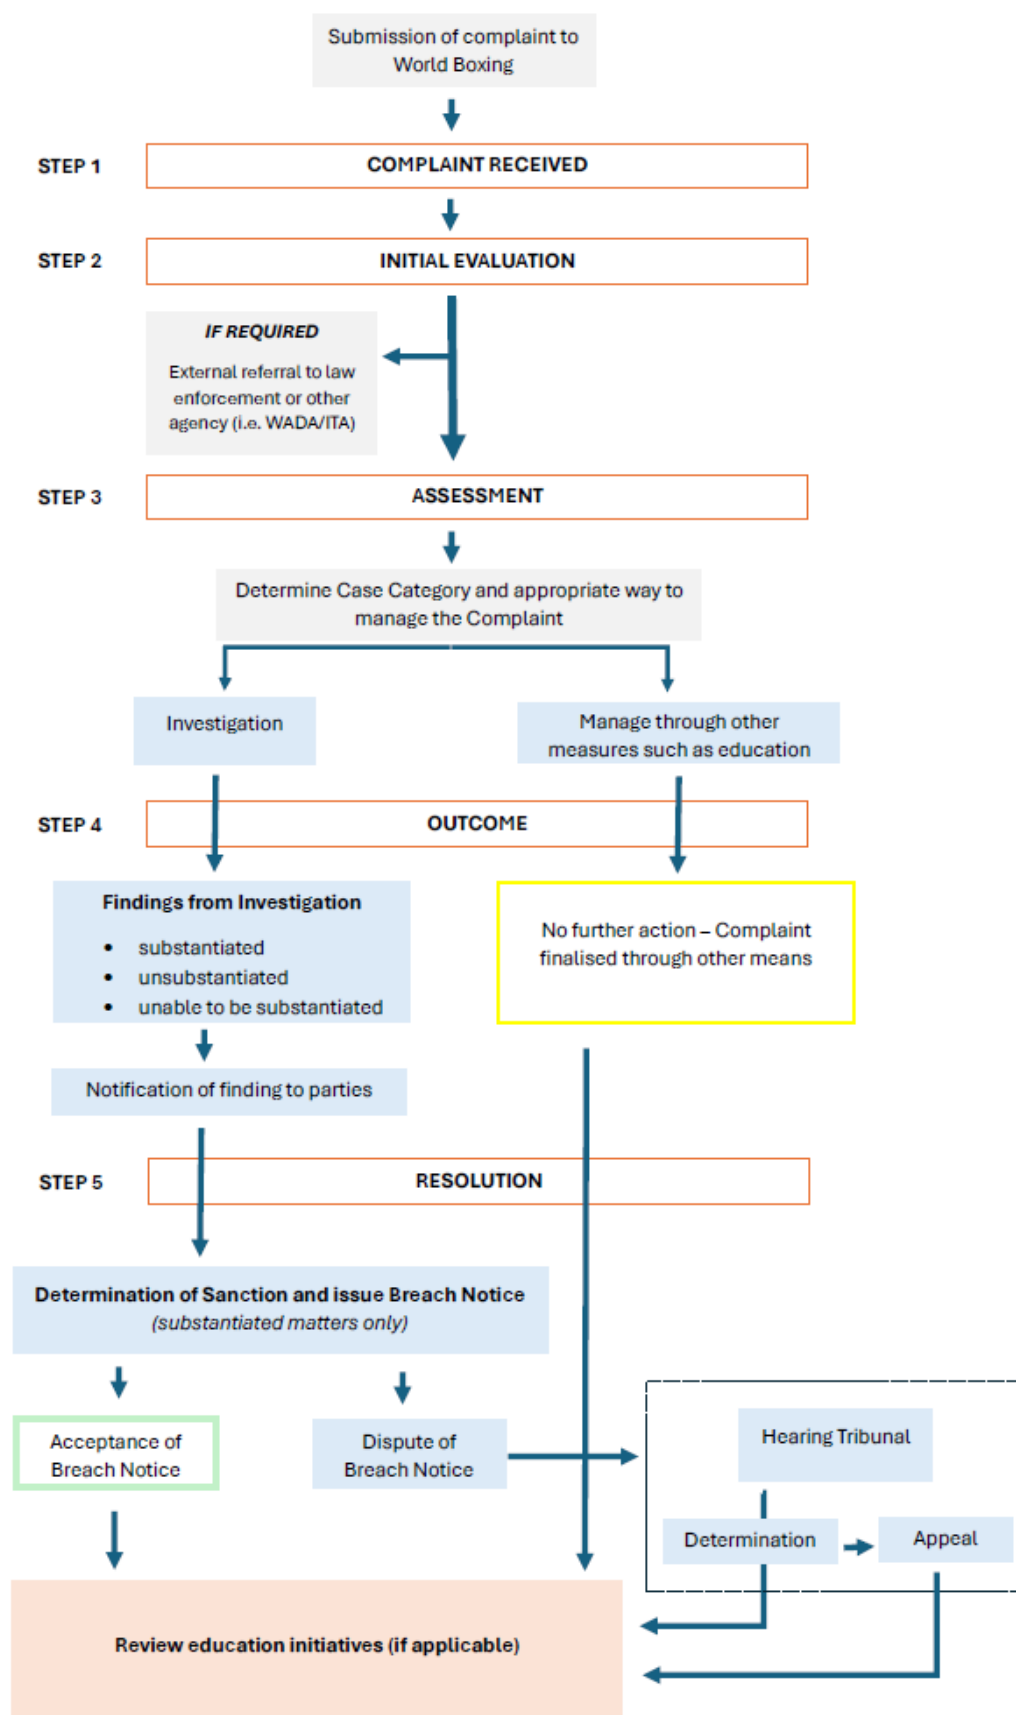 Submission of complaint to
World Boxing
STEP 1
COMPLAINT RECEIVED
STEP 2
INITIAL EVALUATION
IF REQUIRED
External referral to law
enforcement or other
agency (i.e. WADA/ITA)
STEP 3
ASSESSMENT
Determine Case Category and appropriate way to
manage the Complaint
Investigation
Manage through other
measures such as education
STEP 4
OUTCOME
Findings from Investigation
• substantiated
• unsubstantiated
• unable to be substantiated
No further action – Complaint
finalised through other means
Notification of finding to parties
STEP 5
RESOLUTION
Determination of Sanction and issue Breach Notice
(substantiated matters only)
Acceptance of
Breach Notice
Dispute of
Breach Notice
Hearing Tribunal
Determination
Appeal
Review education initiatives (if applicable)